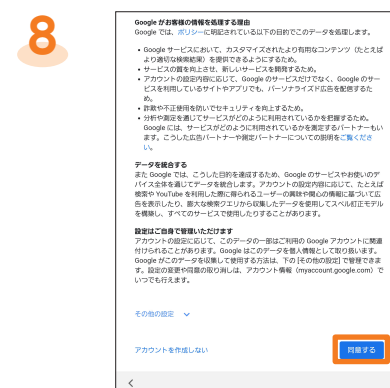 8
Google がお客様の情報を処理する理由
Google では、ポリシーに明記されている以下の目的でこのデータを処理します。
• Google サービスにおいて、カスタマイズされたより有用なコンテンツ（たとえば
より適切な検索結果）を提供できるようにするため。
• サービスの質を向上させ、新しいサービスを開発するため。
• アカウントの設定内容に応じて、Google のサービスだけでなく、Google のサー
ビスを利用しているサイトやアプリでも、パーソナライズド広告を配信するた
め。
• 詐欺や不正使用を防いでセキュリティを向上するため。
• 分析や測定を通じてサービスがどのように利用されているかを把握するため。
Google には、サービスがどのように利用されているかを測定するパートナーもい
ます。こうした広告パートナーや測定パートナーについての説明をご覧くださ
い。
データを統合する
また Google では、こうした目的を達成するため、Google のサービスやお使いのデ
バイス全体を通じてデータを統合します。アカウントの設定内容に応じて、たとえば
検索や YouTube を利用した際に得られるユーザーの興味や関心の情報に基づいて広
告を表示したり、膨大な検索クエリから収集したデータを使用してスペル訂正モデル
を構築し、すべてのサービスで使用したりすることがあります。
設定はご自身で管理いただけます
アカウントの設定に応じて、このデータの一部はご利用の Google アカウントに関連
付けられることがあります。Google はこのデータを個人情報として取り扱います。
Google がこのデータを収集して使用する方法は、下の [その他の設定] で管理できま
す。設定の変更や同意の取り消しは、アカウント情報（myaccount.google.com）で
いつでも行えます。
その他の設定
アカウントを作成しない
同意する